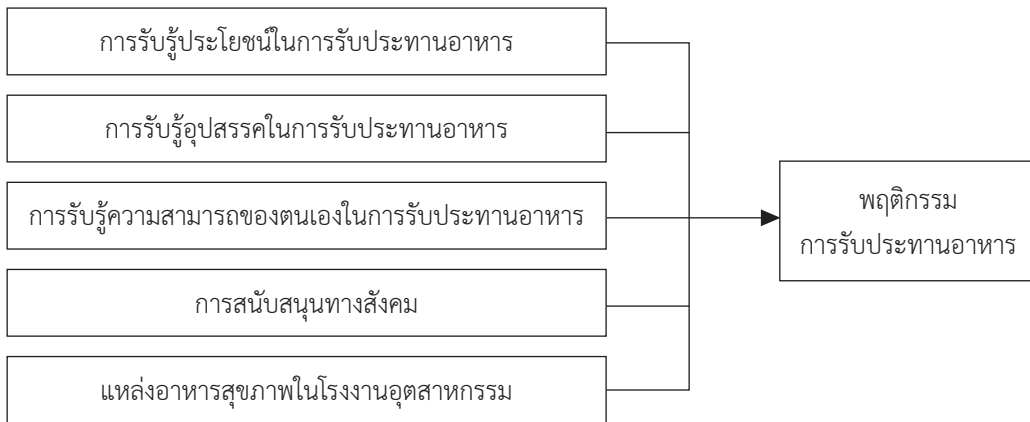 การรับรู้ประโยชน์ในการรับประทานอาหาร
การรับรู้อุปสรรคในการรับประทานอาหาร
การรับรู้ความสามารถของตนเองในการรับประทานอาหาร
การสนับสนุนทางสังคม
แหล่งอาหารสุขภาพในโรงงานอุตสาหกรรม
พฤติกรรม
การรับประทานอาหาร